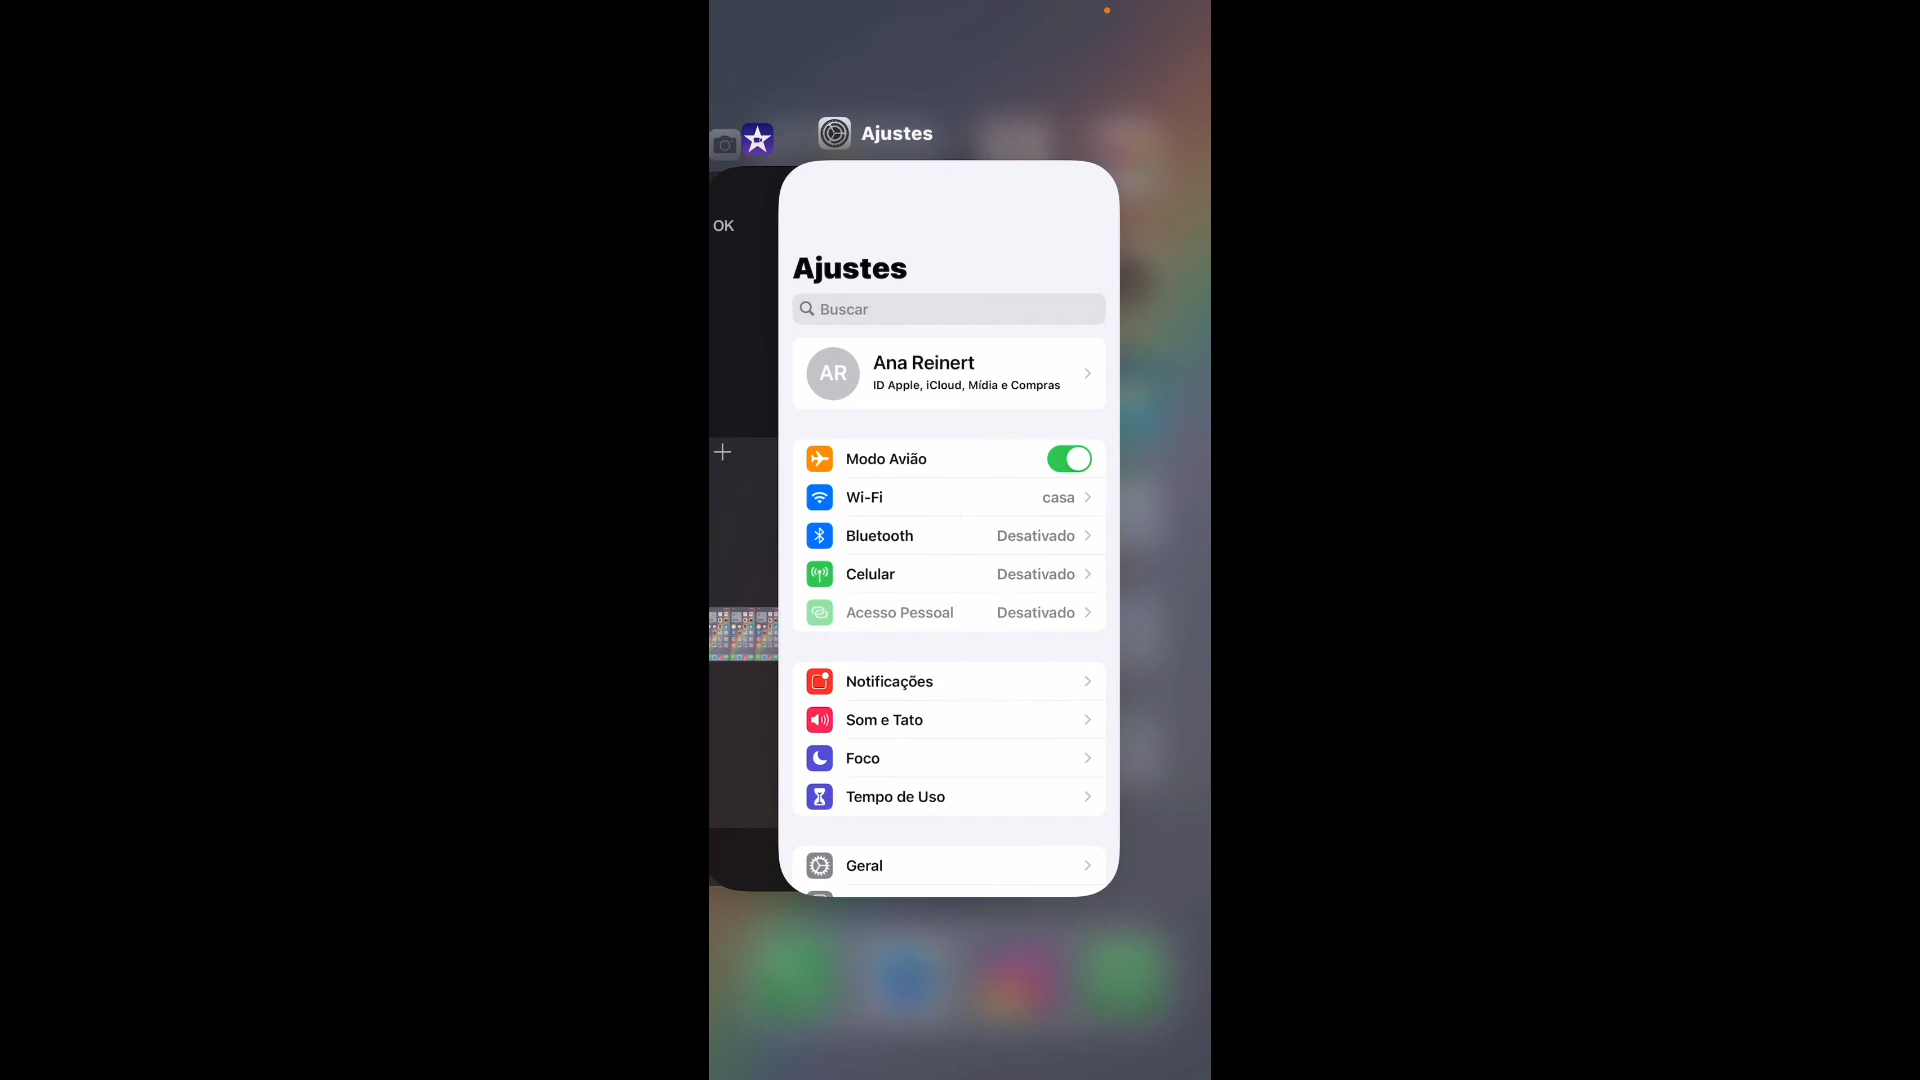 Ajustes
OK
Ajustes
Buscar
AR
Ana Reinert
ID Apple, iCloud, Mídia e Compras
Modo Avião
Wi-Fi casa
Bluetooth Desativado
Celular Desativado
Acesso Pessoal Desativado
Notificações
Som e Tato
Foco
Tempo de Uso
Geral